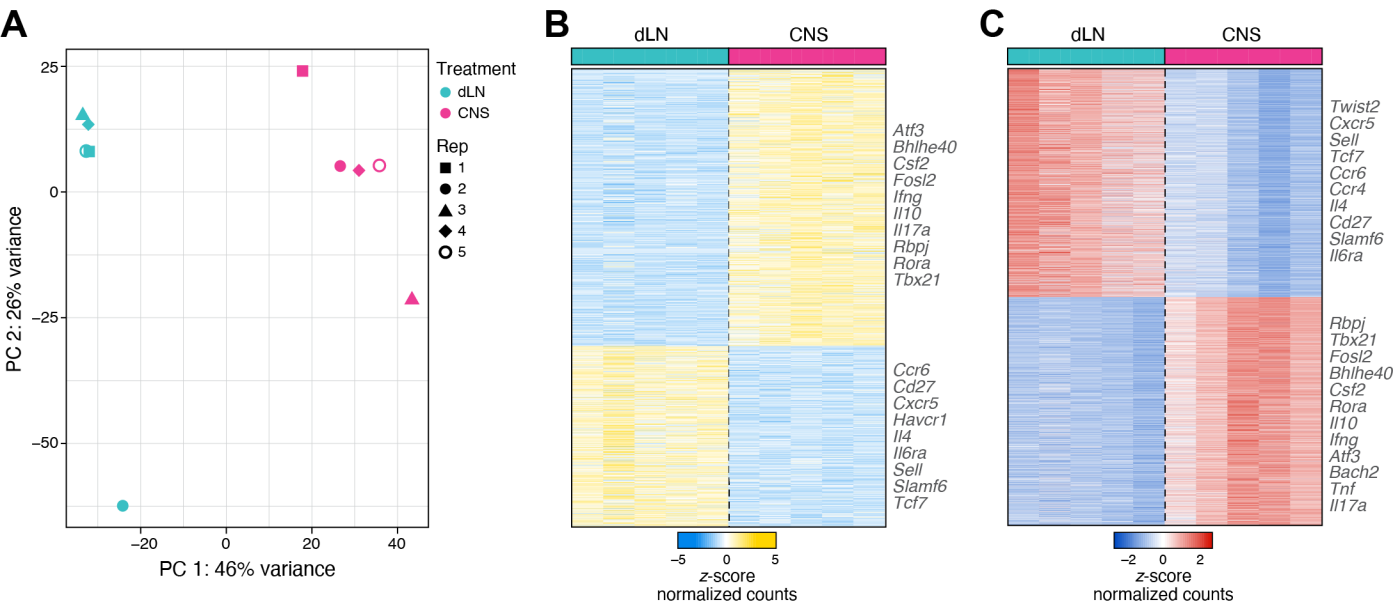 A
25
0
−25
−50
−20
0
20
40
PC 2: 26% variance
PC 1: 46% variance
Treatment
dLN
CNS
Rep
1
2
3
4
5
B
dLN
CNS
Atf3
Bhlhe40
Csf2
Fosl2
Ifng
Il10
Il17a
Rbpj
Rora
Tbx21
Ccr6
Cd27
Cxcr5
Havcr1
Il4
Il6ra
Sell
Slamf6
Tcf7
−5
0
5
z-score
normalized counts
C
dLN
CNS
Twist2
Cxcr5
Sell
Tcf7
Ccr6
Ccr4
Il4
Cd27
Slamf6
Il6ra
Rbpj
Tbx21
Fosl2
Bhlhe40
Csf2
Rora
Il10
Ifng
Atf3
Bach2
Tnf
Il17a
−2
0
2
z-score
normalized counts